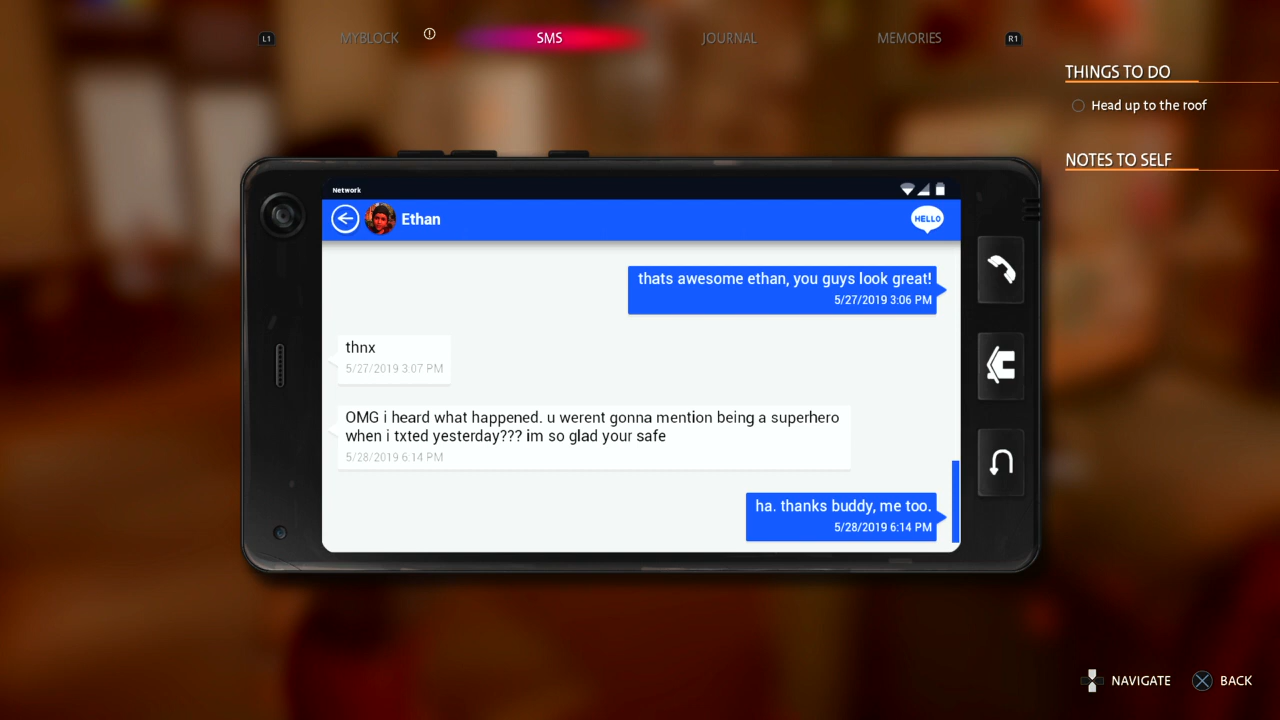 L1
MYBLOCK
SMS
JOURNAL
MEMORIES
R1
THINGS TO DO
Head up to the roof
NOTES TO SELF
Network
Ethan
HELLO
thats awesome ethan, you guys look great!
5/27/2019 3:06 PM
thnx
5/27/2019 3:07 PM
OMG i heard what happened. u werent gonna mention being a superhero
when i txted yesterday??? im so glad your safe
5/28/2019 6:14 PM
ha. thanks buddy, me too.
5/28/2019 6:14 PM
NAVIGATE
BACK